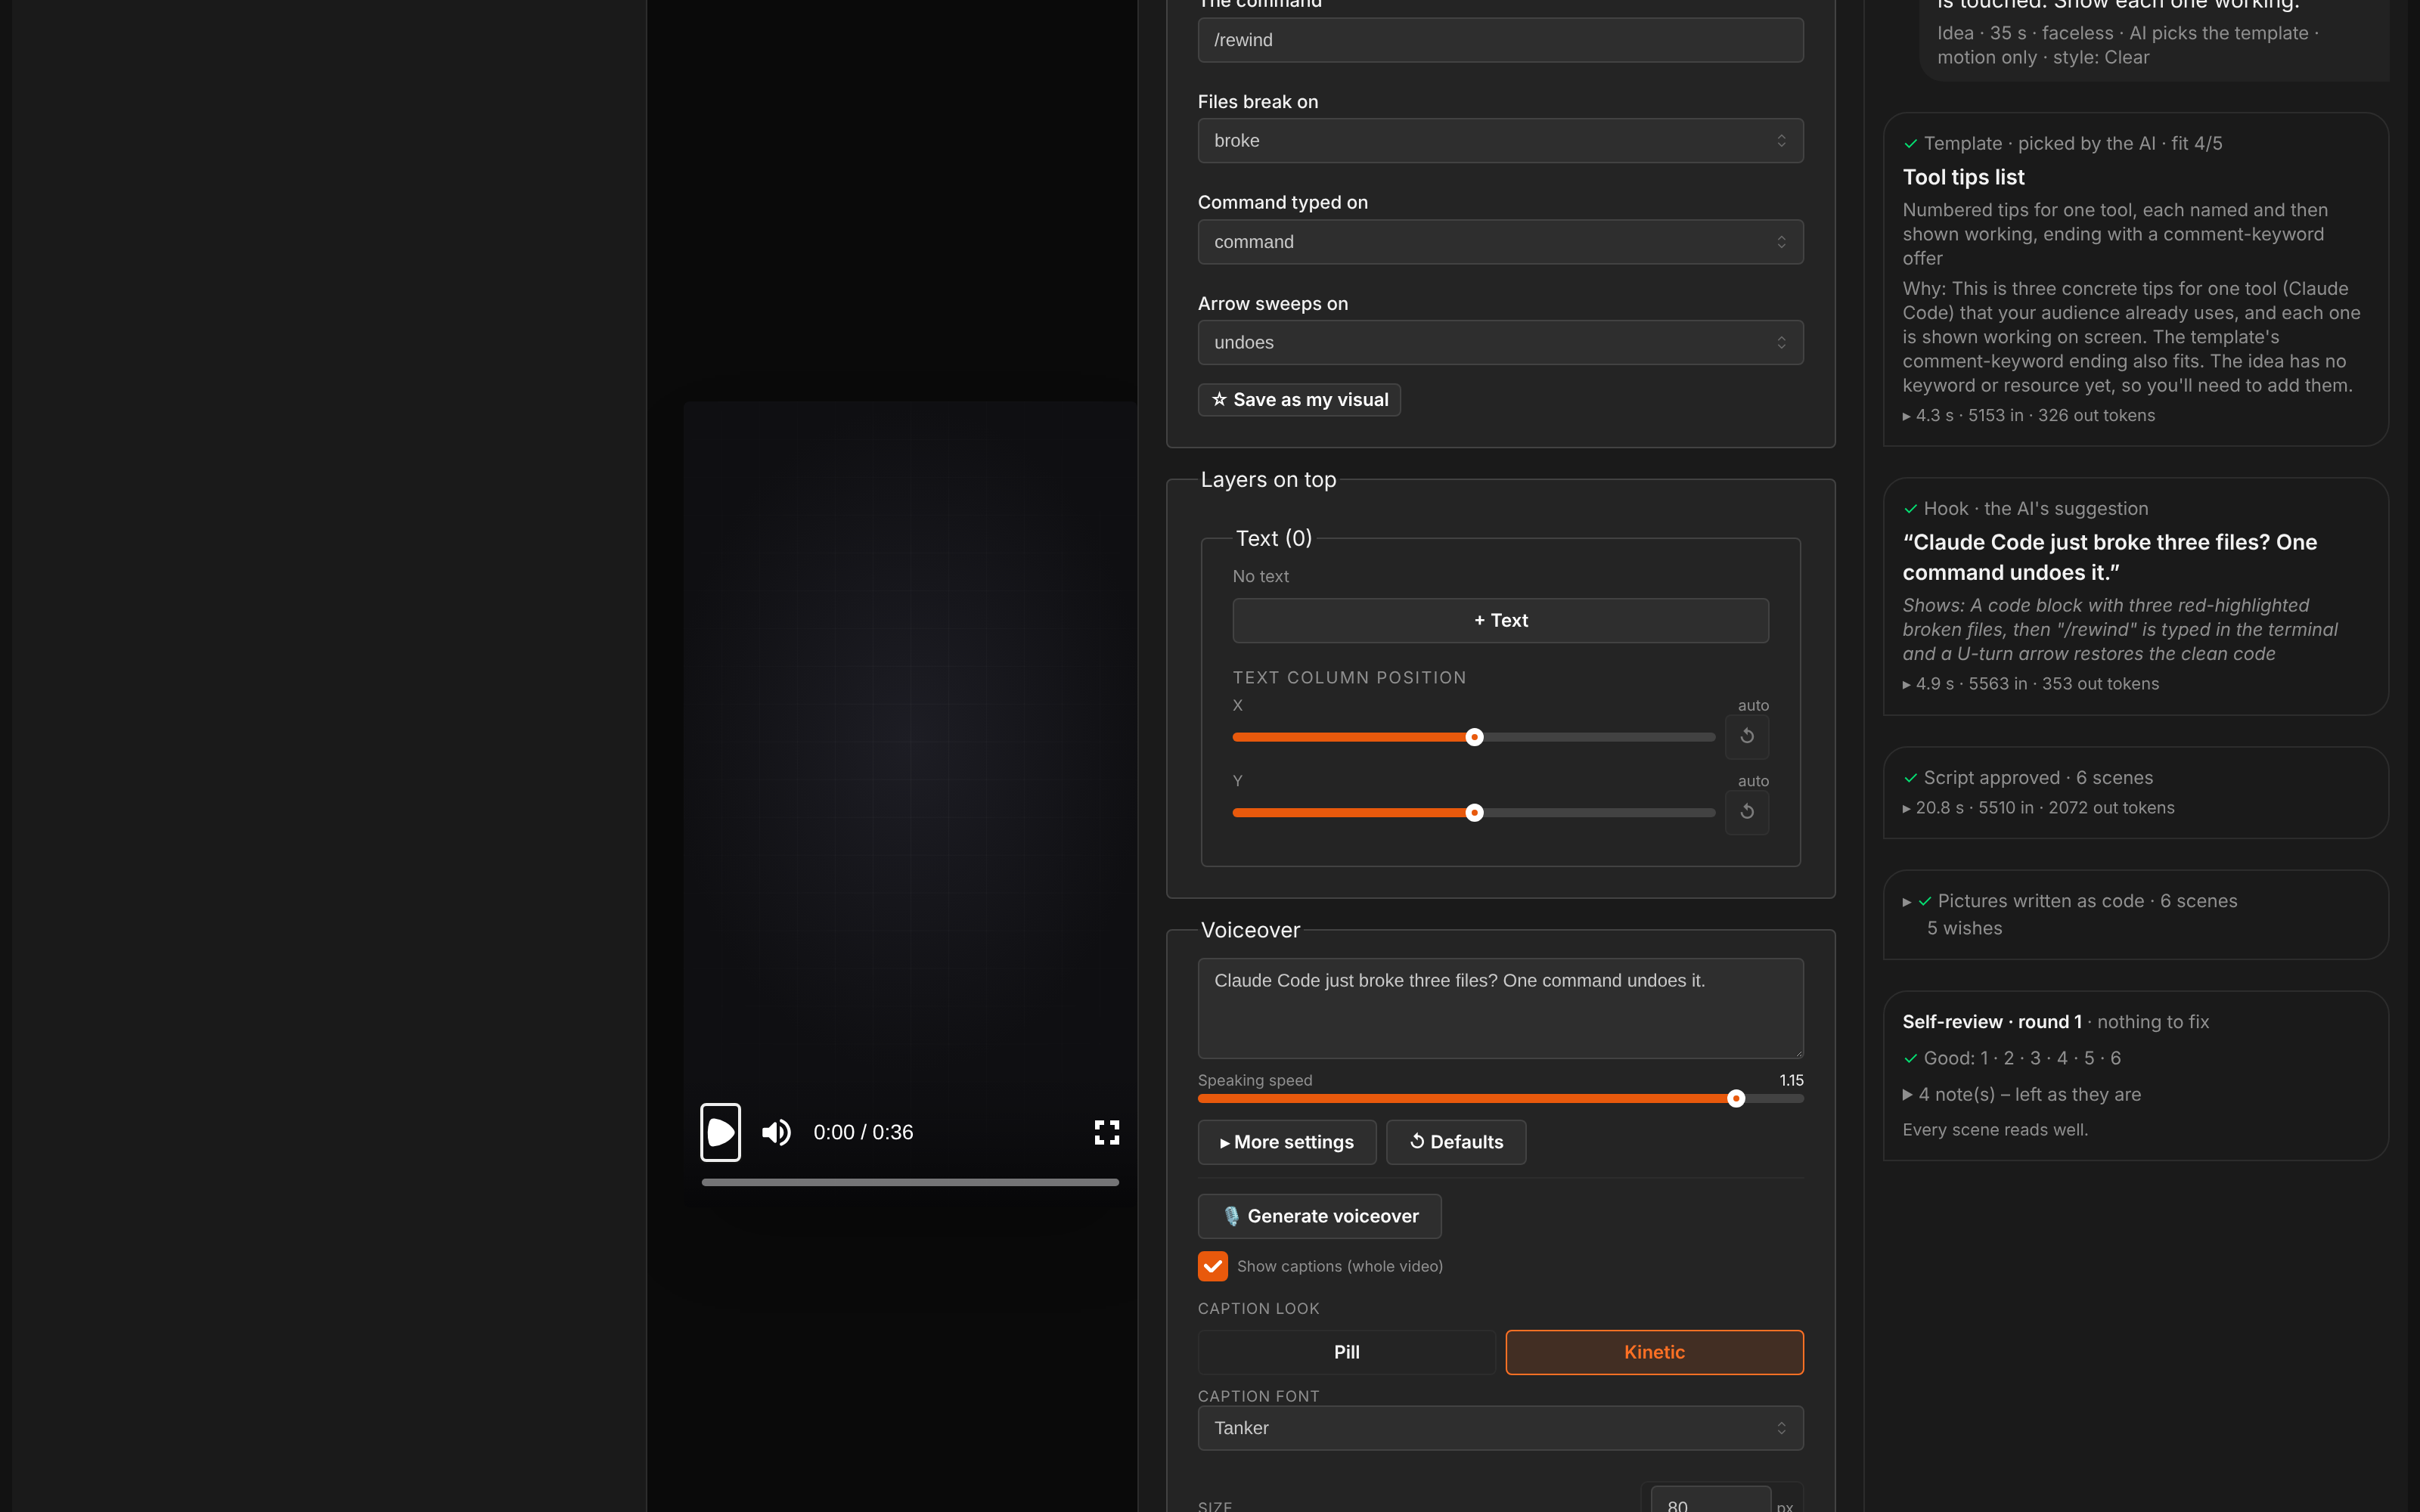 The command
/rewind
Files break on
broke
Command typed on
command
Arrow sweeps on
undoes
☆ Save as my visual
Layers on top
Text (0)
No text
+ Text
TEXT COLUMN POSITION
X
auto
Y
auto
Voiceover
Claude Code just broke three files? One command undoes it.
Speaking speed
1.15
▸ More settings
Defaults
Generate voiceover
Show captions (whole video)
CAPTION LOOK
Pill
Kinetic
CAPTION FONT
Tanker
SIZE
80
px
0:00 / 0:36
is touched. Show each one working.
Idea · 35 s · faceless · AI picks the template ·
motion only · style: Clear
✓ Template · picked by the AI · fit 4/5
Tool tips list
Numbered tips for one tool, each named and then
shown working, ending with a comment-keyword
offer
Why: This is three concrete tips for one tool (Claude
Code) that your audience already uses, and each one
is shown working on screen. The template's
comment-keyword ending also fits. The idea has no
keyword or resource yet, so you'll need to add them.
▸ 4.3 s · 5153 in · 326 out tokens
✓ Hook · the AI's suggestion
“Claude Code just broke three files? One
command undoes it.”
Shows: A code block with three red-highlighted
broken files, then "/rewind" is typed in the terminal
and a U-turn arrow restores the clean code
▸ 4.9 s · 5563 in · 353 out tokens
✓ Script approved · 6 scenes
▸ 20.8 s · 5510 in · 2072 out tokens
▸ ✓ Pictures written as code · 6 scenes
5 wishes
Self-review · round 1 · nothing to fix
✓ Good: 1 · 2 · 3 · 4 · 5 · 6
▶ 4 note(s) – left as they are
Every scene reads well.